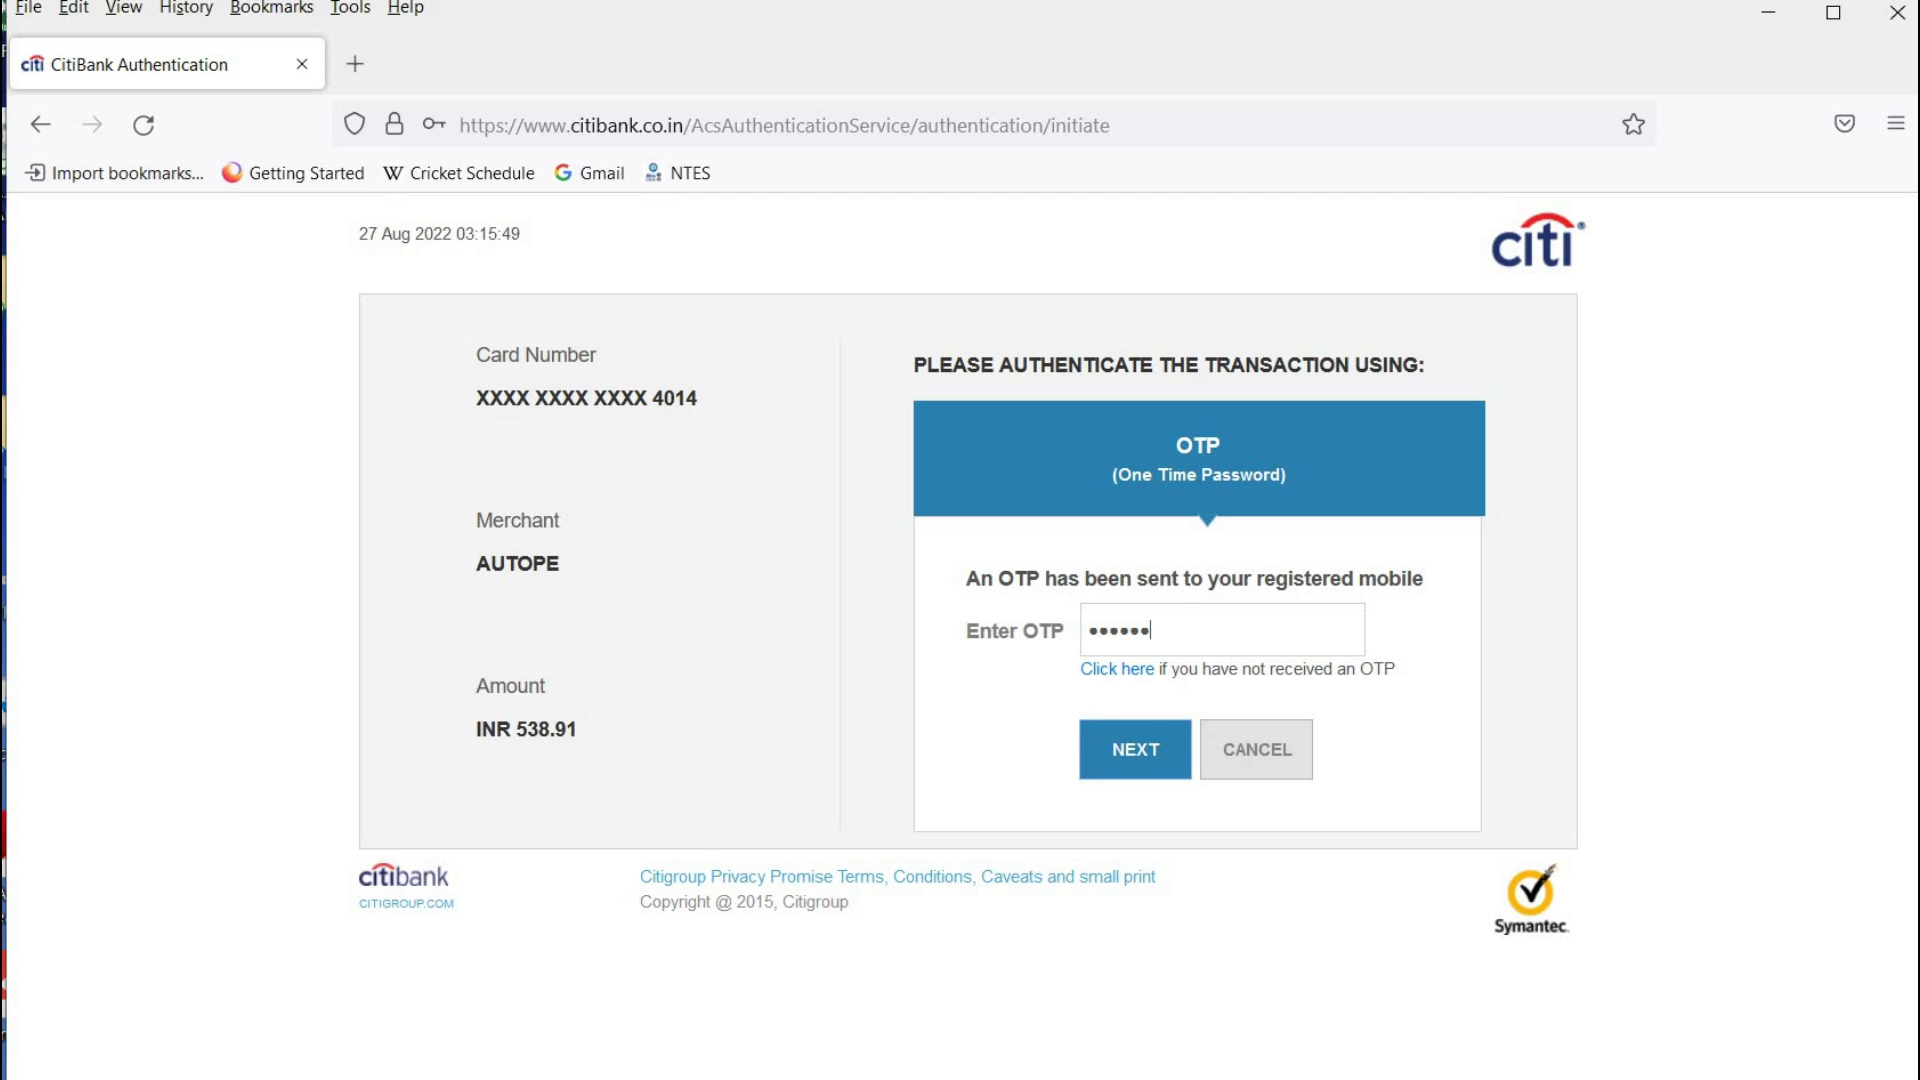 File Edit View History Bookmarks Tools Help
citi CitiBank Authentication
https://www.citibank.co.in/AcsAuthenticationService/authentication/initiate
Import bookmarks... Getting Started W Cricket Schedule G Gmail NTES
27 Aug 2022 03:15:49
citi®
Card Number
XXXX XXXX XXXX 4014
Merchant
AUTOPE
Amount
INR 538.91
PLEASE AUTHENTICATE THE TRANSACTION USING:
OTP
(One Time Password)
An OTP has been sent to your registered mobile
Enter OTP ••••••
Click here if you have not received an OTP
NEXT CANCEL
citibank
CITIGROUP.COM
Citigroup Privacy Promise Terms, Conditions, Caveats and small print
Copyright @ 2015, Citigroup
Symantec.